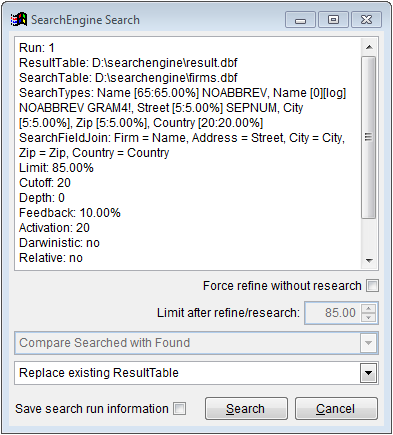 SearchEngine Search
Run: 1
ResultTable: D:\searchengine\result.dbf
SearchTable: D:\searchengine\firms.dbf
SearchTypes: Name [65:65.00%] NOABBREV, Name [0][log]
NOABBREV GRAM4!, Street [5:5.00%] SEPNUM, City
[5:5.00%], Zip [5:5.00%], Country [20:20.00%]
SearchFieldJoin: Firm = Name, Address = Street, City = City,
Zip = Zip, Country = Country
Limit: 85.00%
Cutoff: 20
Depth: 0
Feedback: 10.00%
Activation: 20
Darwinistic: no
Relative: no
Force refine without research
Limit after refine/research: 85.00
Compare Searched with Found
Replace existing ResultTable
Save search run information Search Cancel